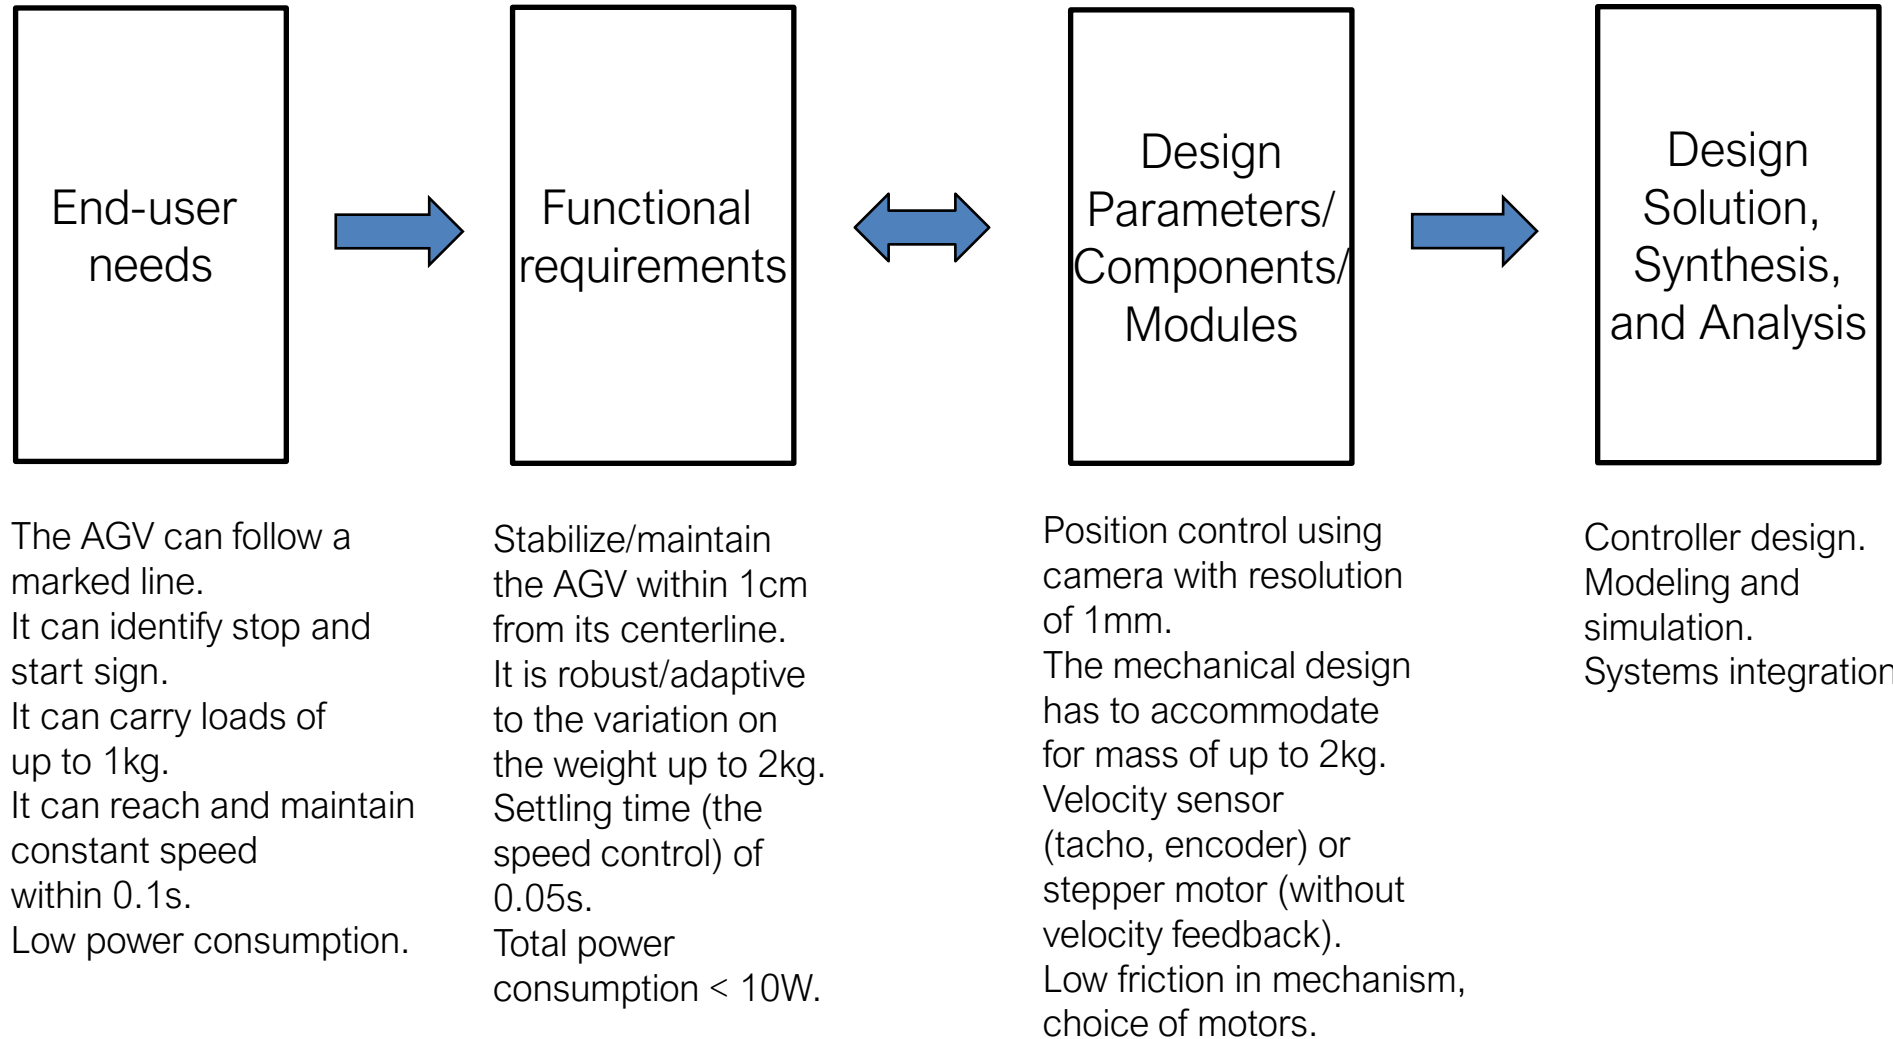 End-user
needs
Functional
requirements
Design
Parameters/
Components/
Modules
Design
Solution,
Synthesis,
and Analysis
The AGV can follow a
marked line.
It can identify stop and
start sign.
It can carry loads of
up to 1kg.
It can reach and maintain
constant speed
within 0.1s.
Low power consumption.
Stabilize/maintain
the AGV within 1cm
from its centerline.
It is robust/adaptive
to the variation on
the weight up to 2kg.
Settling time (the
speed control) of
0.05s.
Total power
consumption < 10W.
Position control using
camera with resolution
of 1mm.
The mechanical design
has to accommodate
for mass of up to 2kg.
Velocity sensor
(tacho, encoder) or
stepper motor (without
velocity feedback).
Low friction in mechanism,
choice of motors.
Controller design.
Modeling and
simulation.
Systems integration